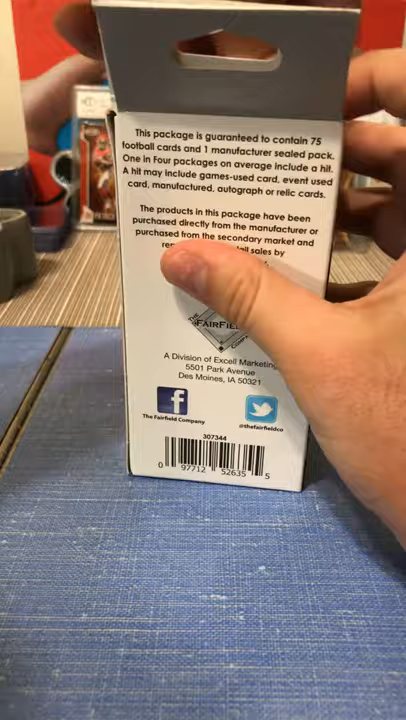 This package is guaranteed to contain 75
football cards and 1 manufacturer sealed pack.
One in Four packages on average include a hit.
A hit may include games-used card, event used
card, manufactured, autograph or relic cards.
The products in this package have been
purchased directly from the manufacturer or
purchased from the secondary market and
sales by
THE
FAIRFIE
A Division of Excell Marketing
5501 Park Avenue
Des Moines, IA 50321
The Fairfield Company
@thefairfieldco
307344
0 97712 52635 5